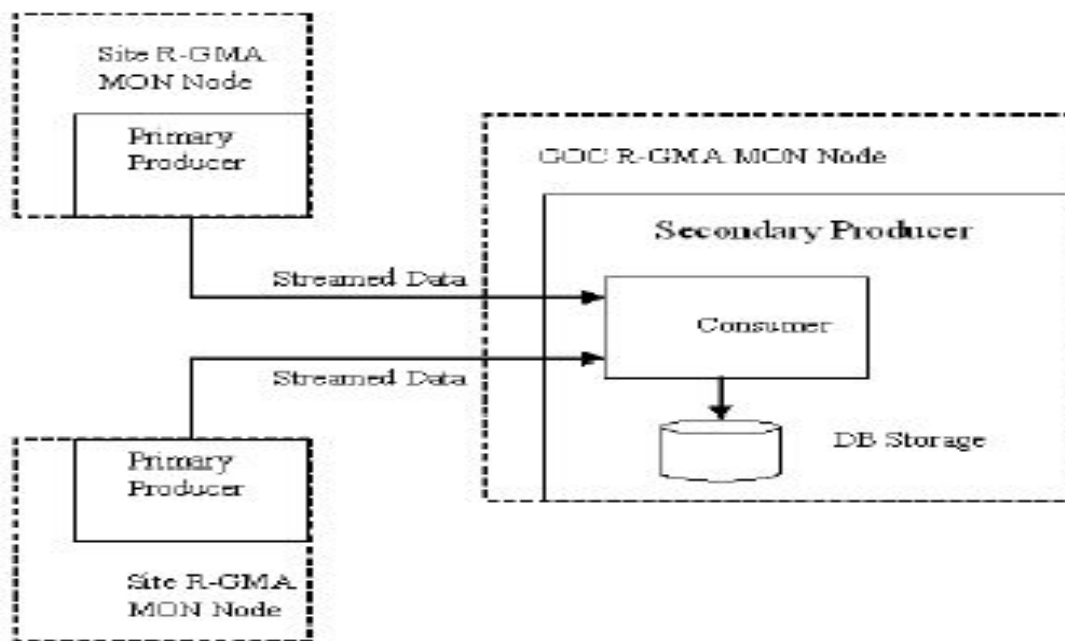 Site R-GMA
MON Node
Primary
Producer
GOC R-GMA MON Node
Secondary Producer
Streamed Data
Consumer
Streamed Data
DB Storage
Primary
Producer
Site R-GMA
MON Node